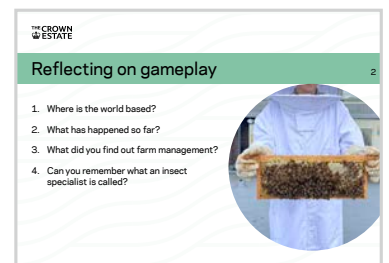 THE CROWN
ESTATE
Reflecting on gameplay
2
1. Where is the world based?
2. What has happened so far?
3. What did you find out farm management?
4. Can you remember what an insect
specialist is called?